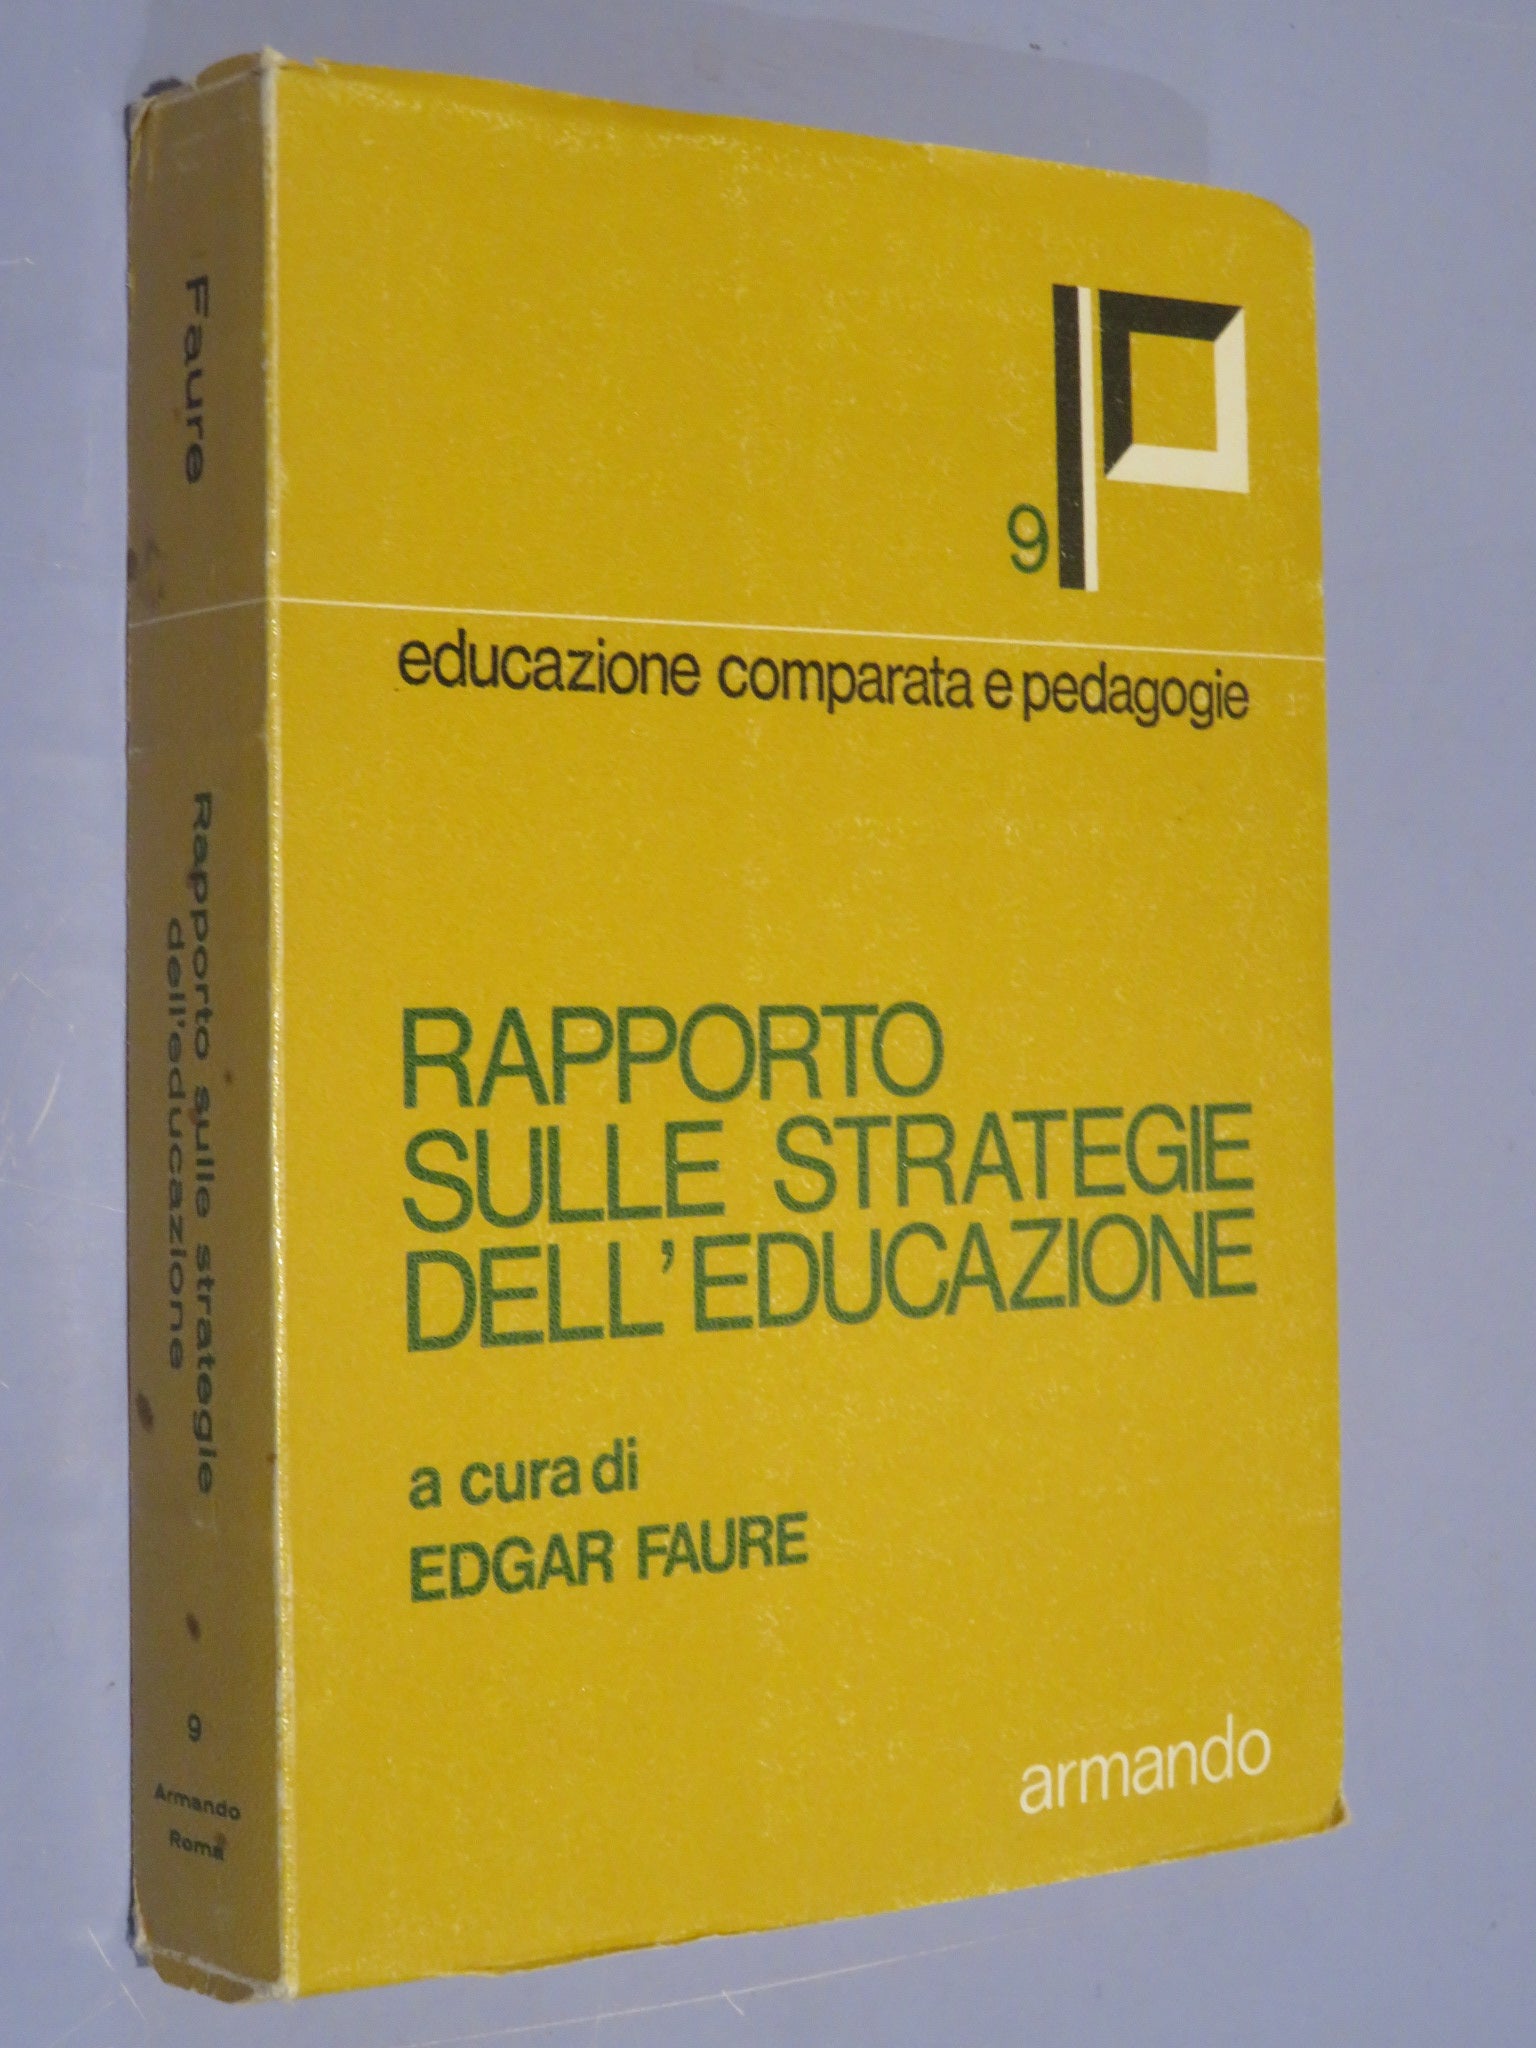 Faure
Rapporto sulle strategie
dell'educazione
9
Armando
Roma
9
educazione comparata e pedagogie
RAPPORTO
SULLE STRATEGIE
DELL'EDUCAZIONE
a cura di
EDGAR FAURE
armando